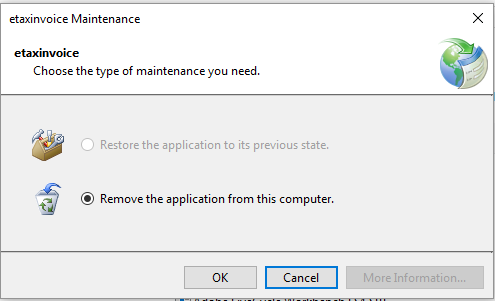 etaxinvoice Maintenance
etaxinvoice
Choose the type of maintenance you need.
Restore the application to its previous state.
Remove the application from this computer.
OK
Cancel
More Information...